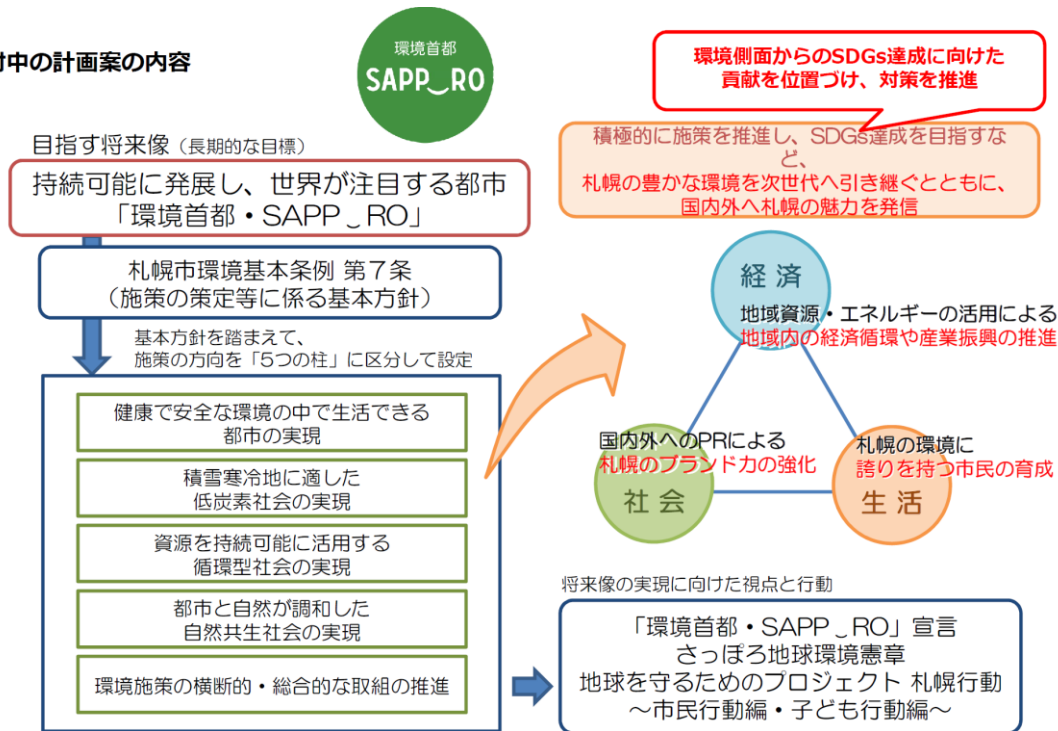 中の計画案の内容
環境首都
SAPP‿RO
環境側面からのSDGs達成に向けた
貢献を位置づけ、対策を推進
目指す将来像(長期的な目標)
持続可能に発展し、世界が注目する都市
「環境首都・SAPP‿RO」
札幌市環境基本条例 第7条
(施策の策定等に係る基本方針)
基本方針を踏まえて、
施策の方向を「5つの柱」に区分して設定
健康で安全な環境の中で生活できる
都市の実現
積雪寒冷地に適した
低炭素社会の実現
資源を持続可能に活用する
循環型社会の実現
都市と自然が調和した
自然共生社会の実現
環境施策の横断的・総合的な取組の推進
積極的に施策を推進し、SDGs達成を目指すな
ど、
札幌の豊かな環境を次世代へ引き継ぐとともに、
国内外へ札幌の魅力を発信
経済
地域資源・エネルギーの活用による
地域内の経済循環や産業振興の推進
国内外へのPRによる
札幌のブランド力の強化
社会
札幌の環境に
誇りを持つ市民の育成
生活
将来像の実現に向けた視点と行動
「環境首都・SAPP‿RO」宣言
さっぽろ地球環境憲章
地球を守るためのプロジェクト 札幌行動
~市民行動編・子ども行動編~